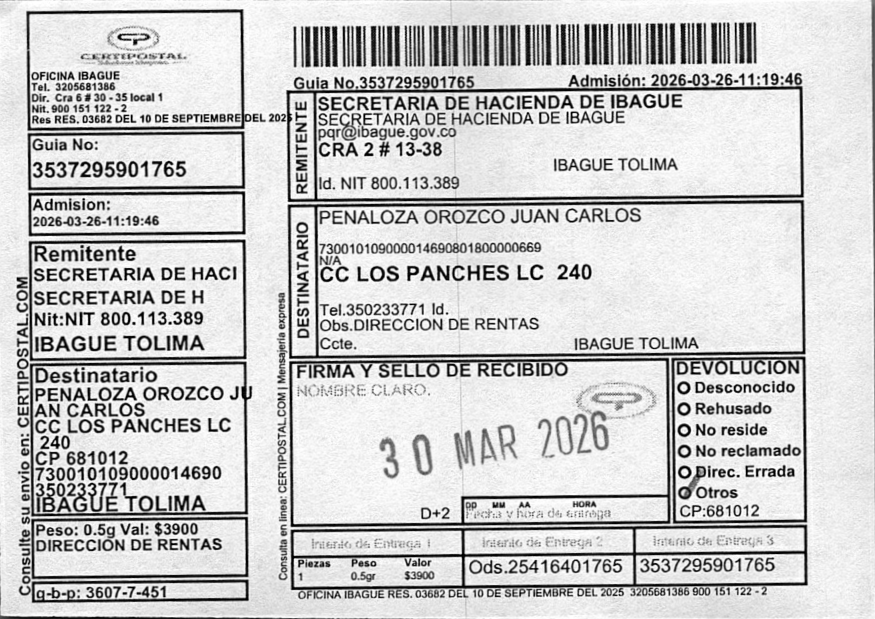 CERTIPOSTAL
OFICINA IBAGUE
Tel. 3205681386
Dir. Cra 6 # 30 - 35 local 1
Nit. 900 151 122 - 2
Res RES. 03682 DEL 10 DE SEPTIEMBRE DEL 2025
Guia No:
3537295901765
Admision:
2026-03-26-11:19:46
Remitente
SECRETARIA DE HACI
SECRETARIA DE H
Nit:NIT 800.113.389
IBAGUE TOLIMA
Destinatario
PENALOZA OROZCO JU
AN CARLOS
CC LOS PANCHES LC
240
CP 681012
730010109000014690
350233771
IBAGUE TOLIMA
Peso: 0.5g Val: $3900
DIRECCION DE RENTAS
q-b-p: 3607-7-451
Consulte su envio en: CERTIPOSTAL.COM
Guia No.3537295901765
Admisión: 2026-03-26-11:19:46
REMITENTE
SECRETARIA DE HACIENDA DE IBAGUE
SECRETARIA DE HACIENDA DE IBAGUE
pqr@ibague.gov.co
CRA 2 # 13-38
IBAGUE TOLIMA
Id. NIT 800.113.389
DESTINATARIO
PENALOZA OROZCO JUAN CARLOS
730010109000014690801800000669
N/A
CC LOS PANCHES LC 240
Tel.350233771 Id.
Obs.DIRECCION DE RENTAS
Ccte.
IBAGUE TOLIMA
Consulta en linea: CERTIPOSTAL.COM | Mensajería expresa
FIRMA Y SELLO DE RECIBIDO
NOMBRE CLARO.
30 MAR 2026
D+2
DD MM AA HORA
Fecha y hora de entrega
DEVOLUCION
Desconocido
Rehusado
No reside
No reclamado
Direc. Errada
Otros
CP:681012
Intento de Entrega 1
Intento de Entrega 2
Intento de Entrega 3
Piezas Peso Valor
1 0.5gr $3900
Ods.25416401765
3537295901765
OFICINA IBAGUE RES. 03682 DEL 10 DE SEPTIEMBRE DEL 2025 3205681386 900 151 122 - 2